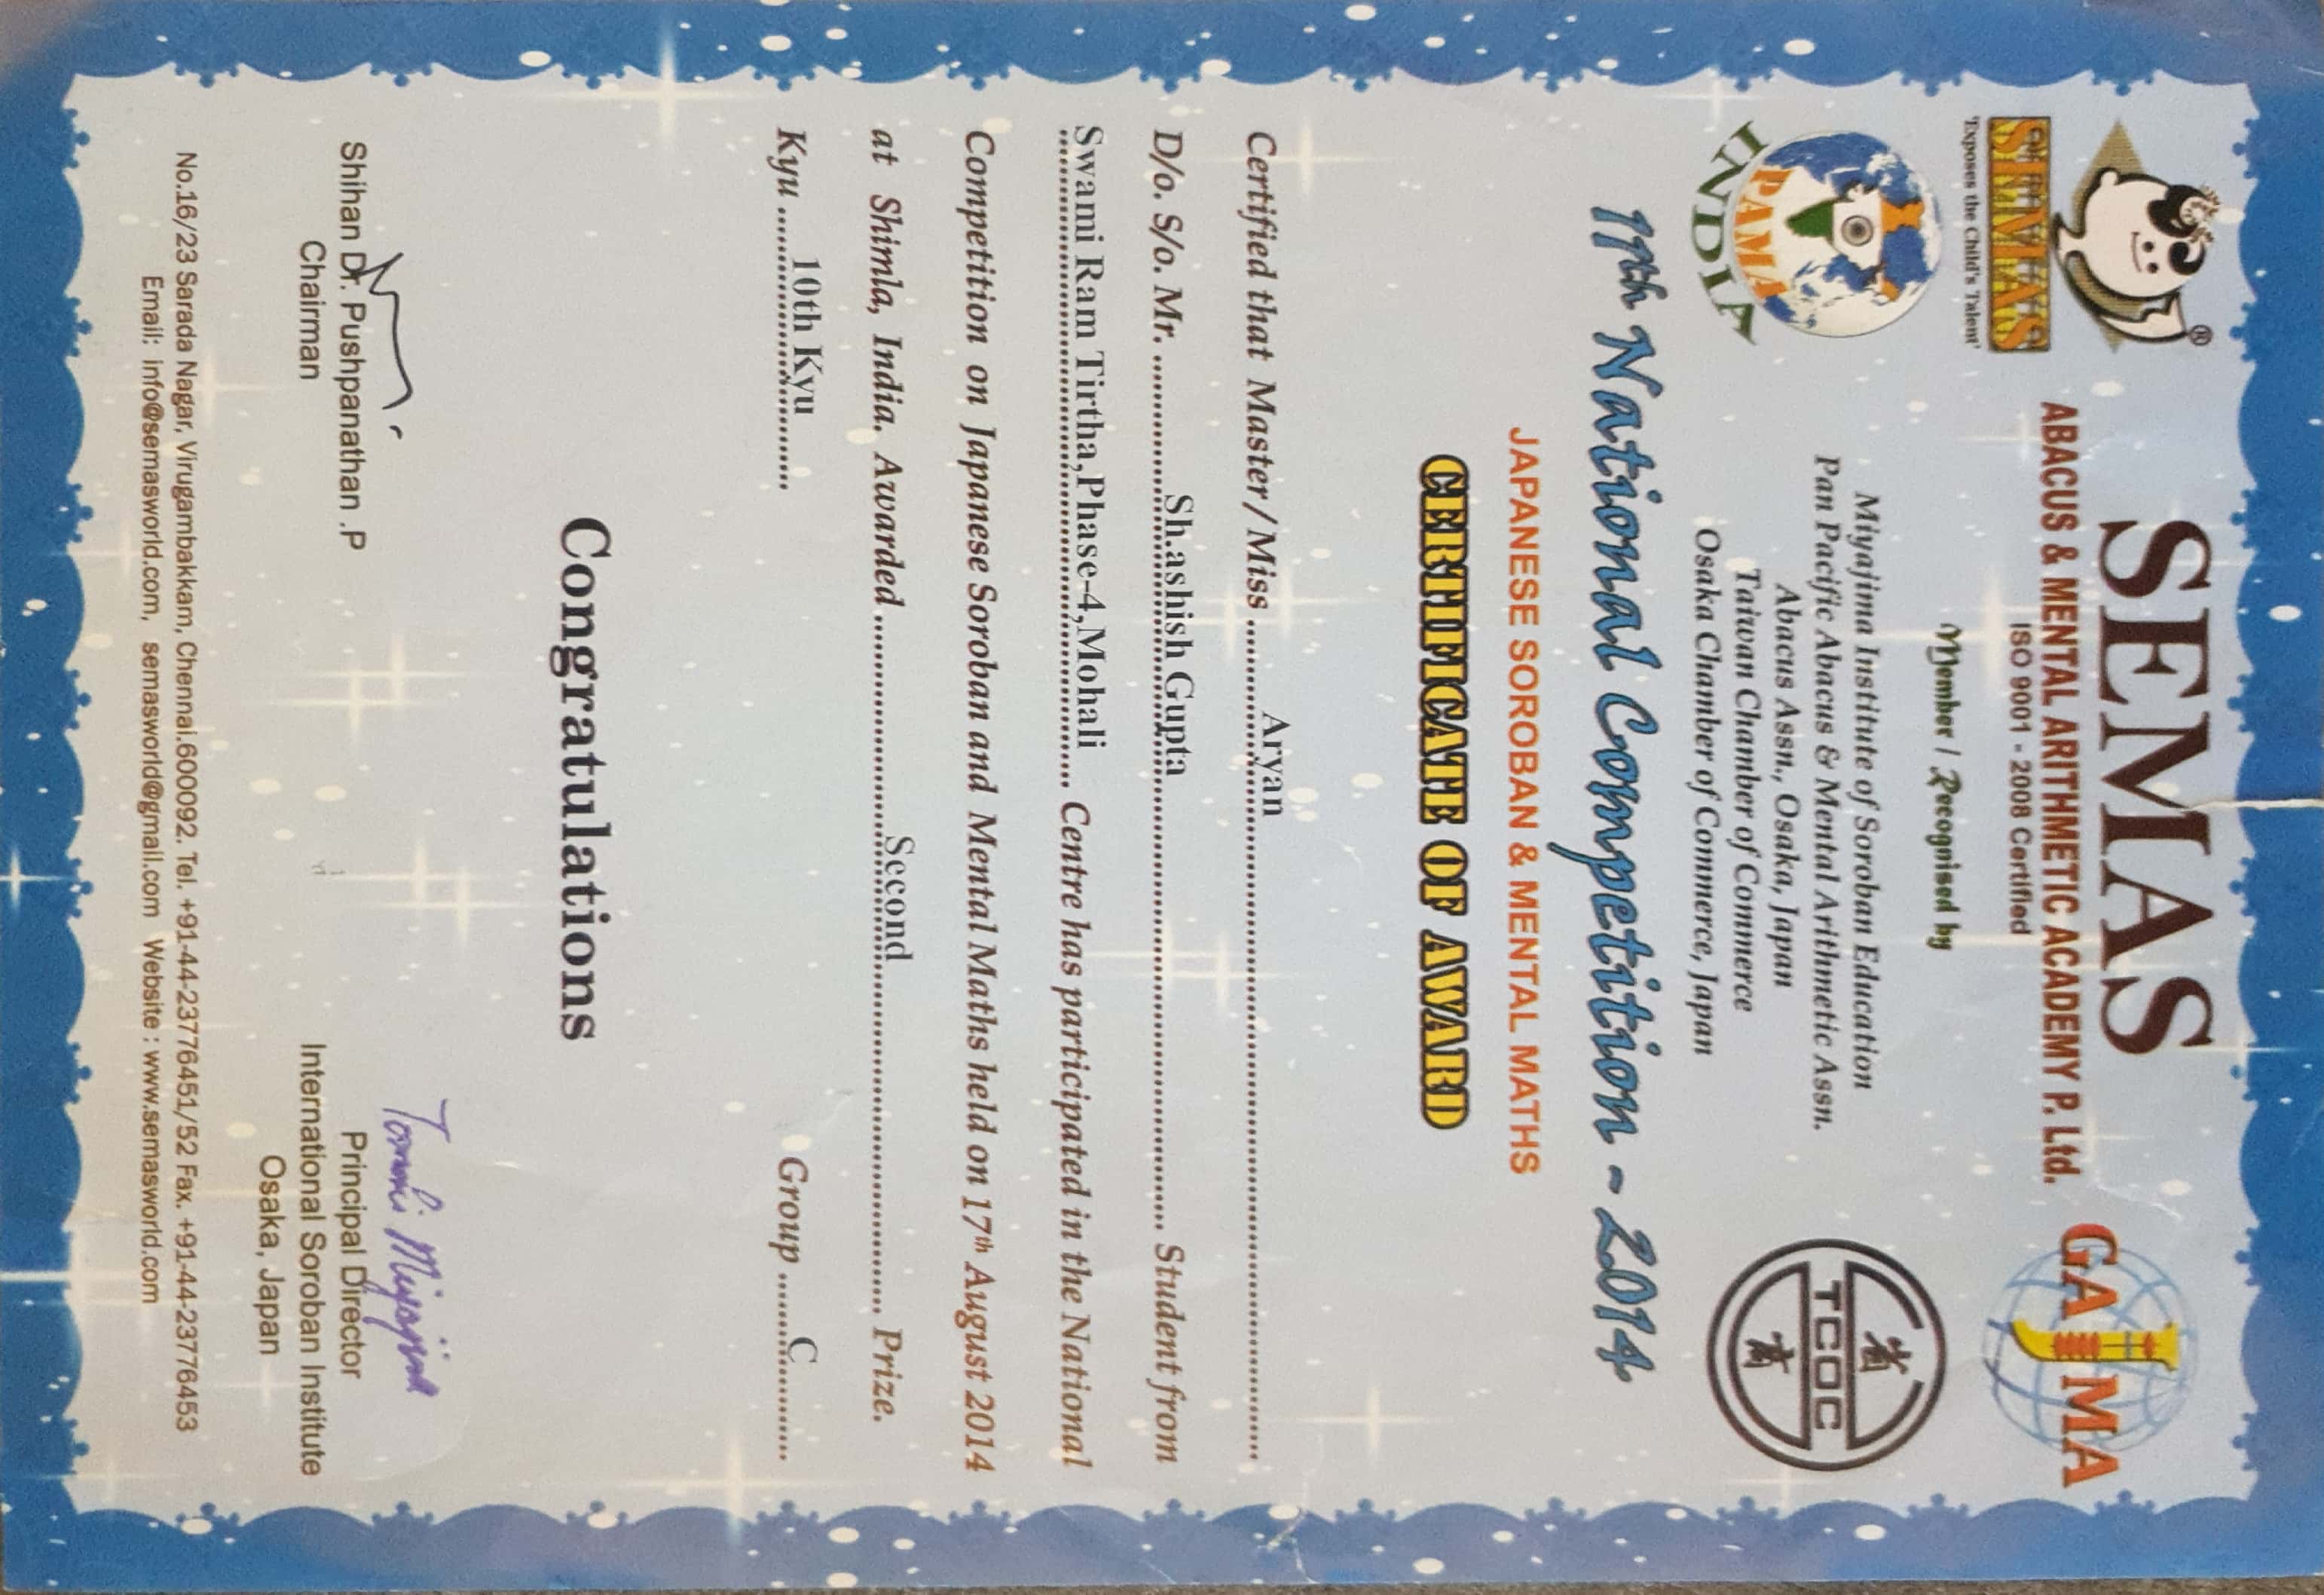 SEMAS
ABACUS & MENTAL ARITHMETIC ACADEMY P. Ltd.
ISO 9001 - 2008 Certified
®
SEMAS
'Exposes the Child's Talent'
GAIMA
Member / Recognised by
Miyajima Institute of Soroban Education
Pan Pacific Abacus & Mental Arithmetic Assn.
Abacus Assn., Osaka, Japan
Taiwan Chamber of Commerce
Osaka Chamber of Commerce, Japan
PAMA
INDIA
省
TCOC
商
11th National Competition - 2014
JAPANESE SOROBAN & MENTAL MATHS
CERTIFICATE OF AWARD
Certified that Master/Miss Aryan
D/o. S/o. Mr. Sh.ashish Gupta Student from
Swami Ram Tirtha,Phase-4,Mohali Centre has participated in the National
Competition on Japanese Soroban and Mental Maths held on 17th August 2014
at Shimla, India. Awarded Second Prize.
Kyu 10th Kyu Group C
Congratulations
Tomoki Miyajima
Shihan Dr. Pushpanathan .P
Chairman
Principal Director
International Soroban Institute
Osaka, Japan
No.16/23 Sarada Nagar, Virugambakkam, Chennai.600092. Tel. +91-44-23776451/52 Fax. +91-44-23776453
Email: info@semasworld.com, semasworld@gmail.com Website : www.semasworld.com